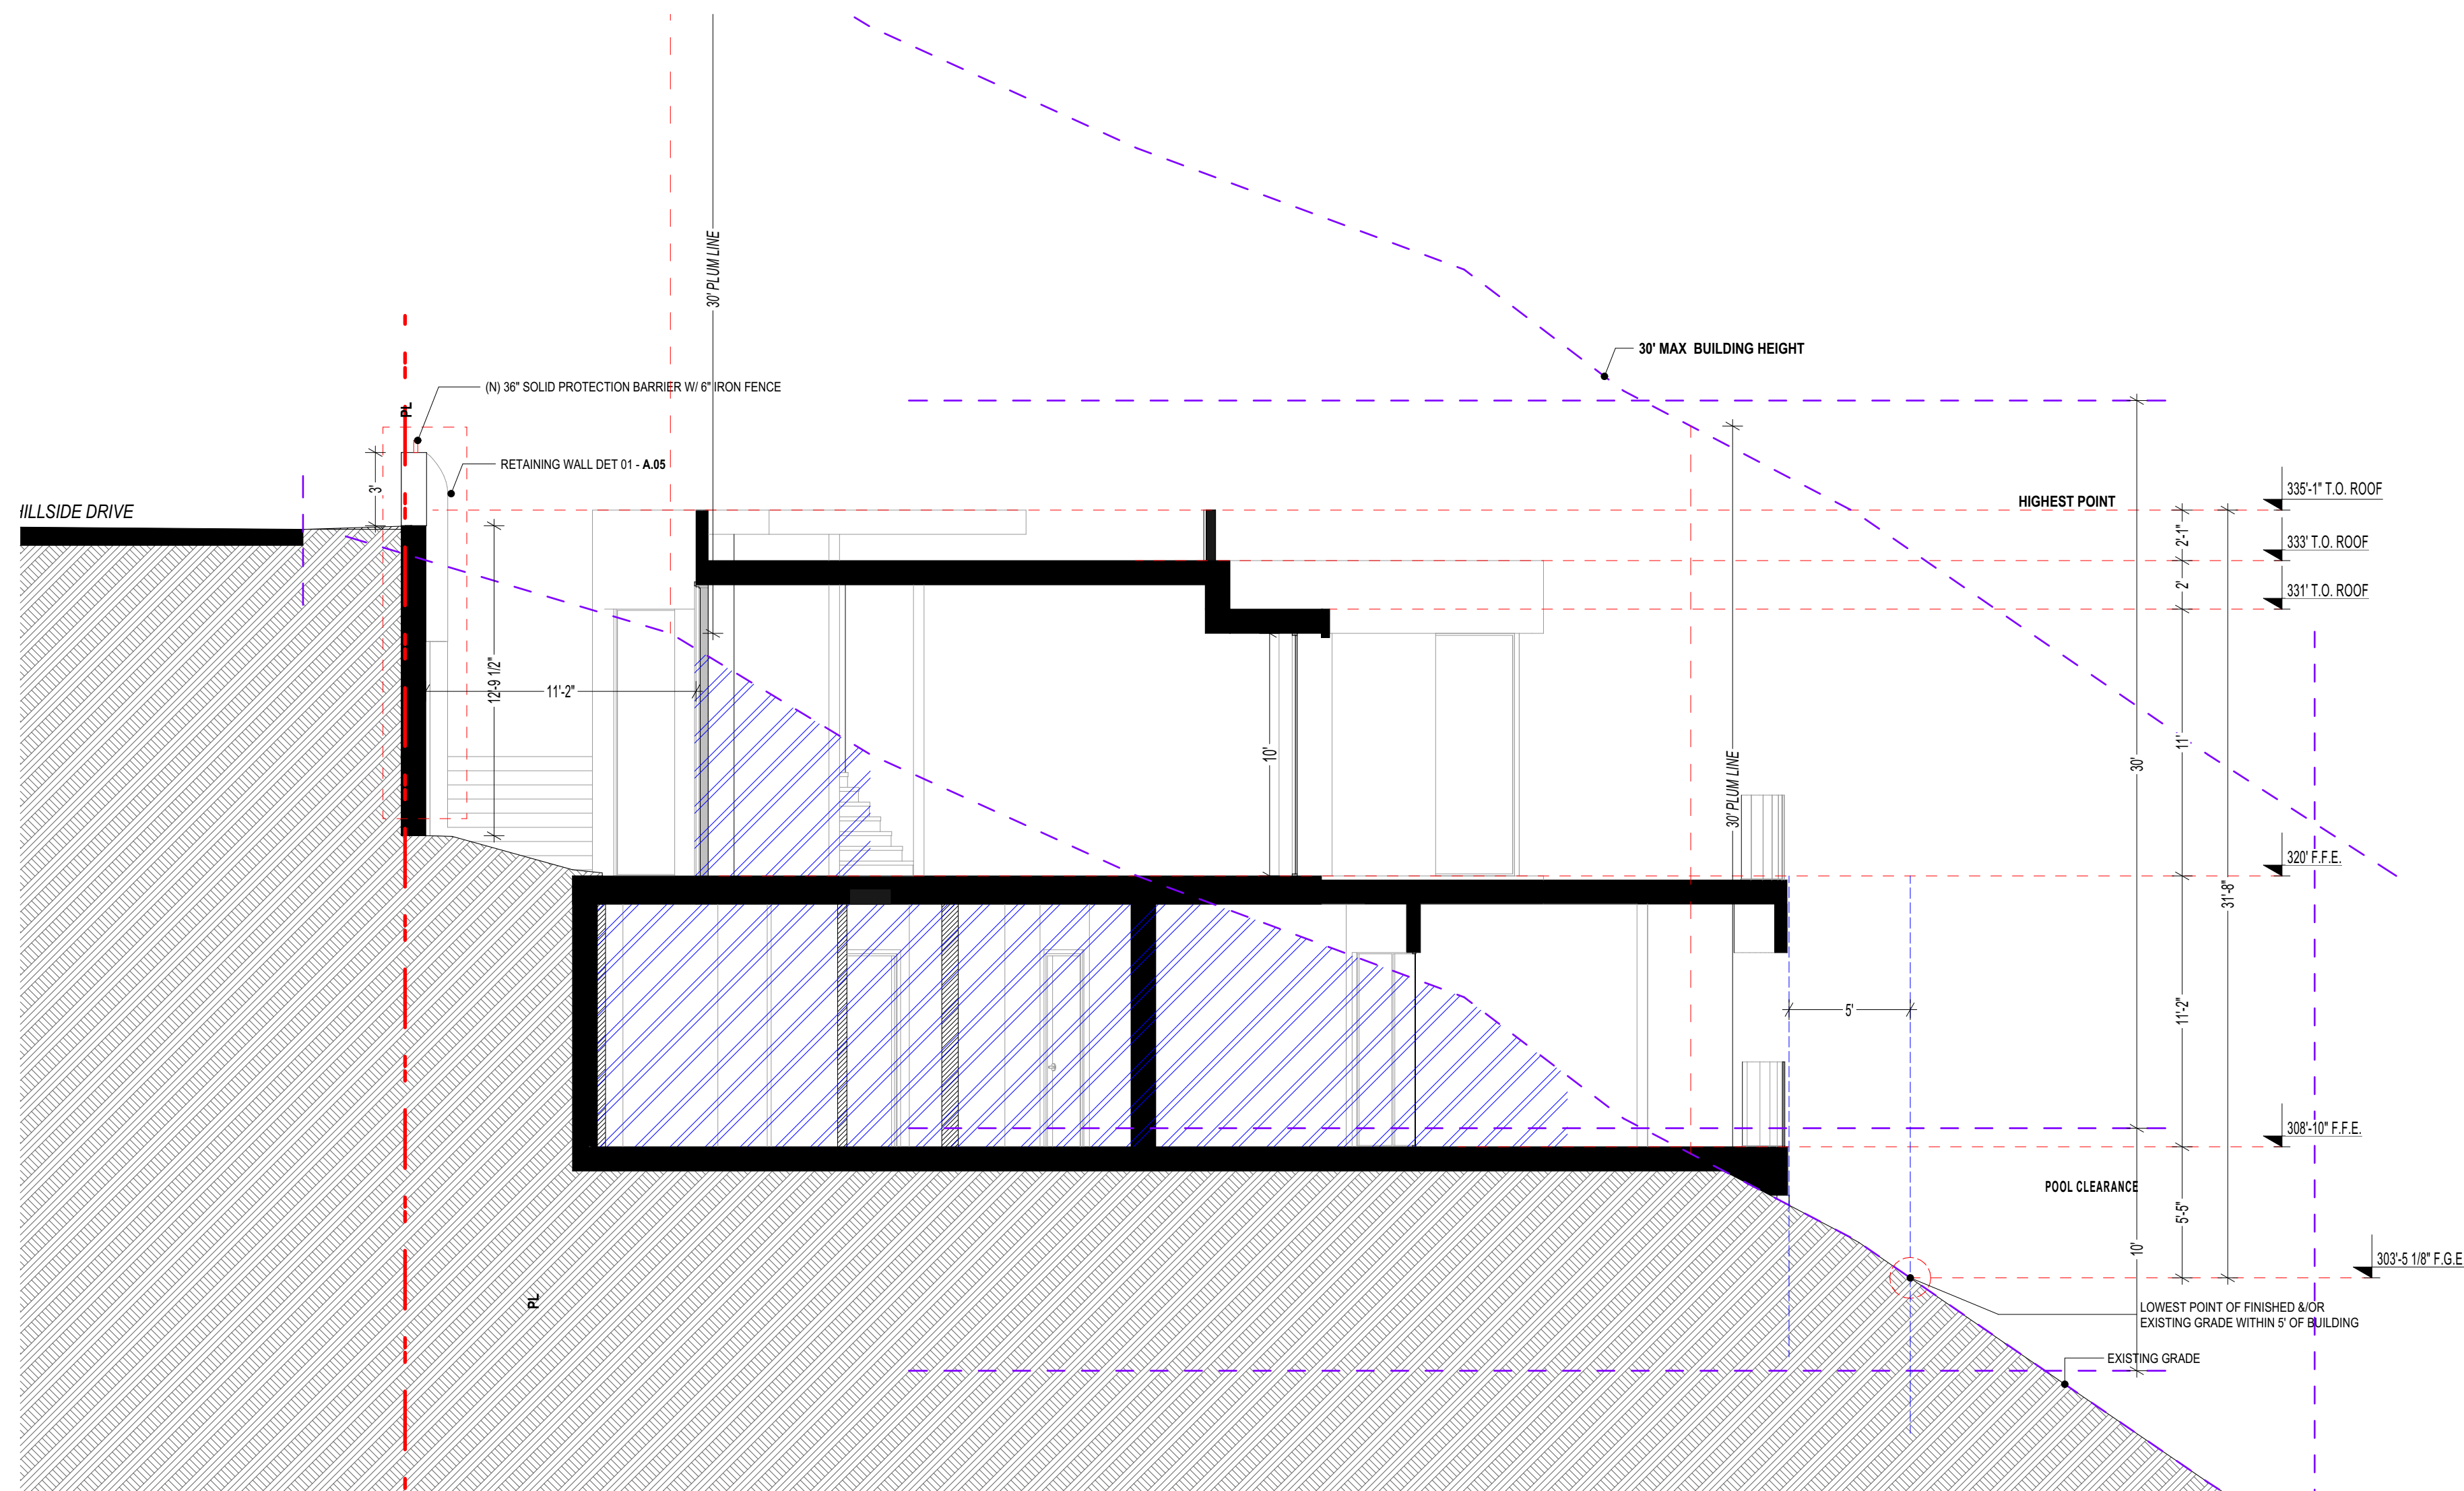 30' PLUM LINE
30' MAX BUILDING HEIGHT
(N) 36" SOLID PROTECTION BARRIER W/ 6" IRON FENCE
PL
RETAINING WALL DET 01 - A.05
3'
HILLSIDE DRIVE
HIGHEST POINT
335'-1" T.O. ROOF
2'-1"
333' T.O. ROOF
2'
331' T.O. ROOF
12'-9 1/2"
11'-2"
10'
30' PLUM LINE
11'
30'
320' F.F.E.
31'-8"
5'
11'-2"
308'-10" F.F.E.
POOL CLEARANCE
5'-5"
10'
303'-5 1/8" F.G.E
PL
LOWEST POINT OF FINISHED &/OR
EXISTING GRADE WITHIN 5' OF BUILDING
EXISTING GRADE